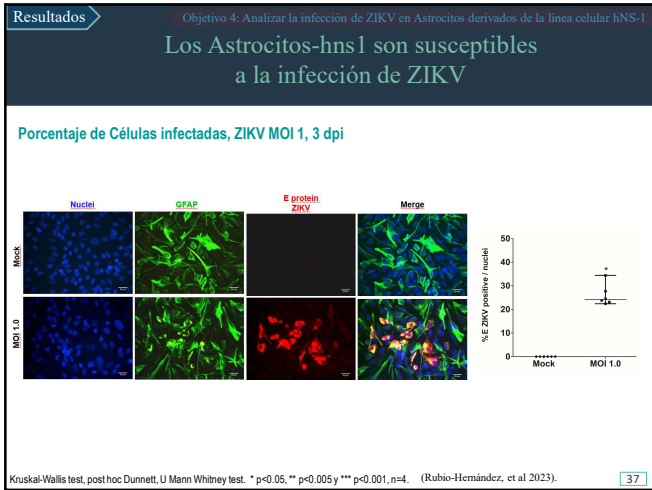 Resultados
Objetivo 4: Analizar la infección de ZIKV en Astrocitos derivados de la línea celular hNS-1
Los Astrocitos-hns1 son susceptibles
a la infección de ZIKV
Porcentaje de Células infectadas, ZIKV MOI 1, 3 dpi
Nuclei
GFAP
E protein
ZIKV
Merge
Mock
MOI 1.0
% E ZIKV positive / nuclei
50
40
30
20
10
0
*
Mock
MOI 1.0
Kruskal-Wallis test, post hoc Dunnett, U Mann Whitney test. * p<0.05, ** p<0.005 y *** p<0.001, n=4.
(Rubio-Hernández, et al 2023).
37